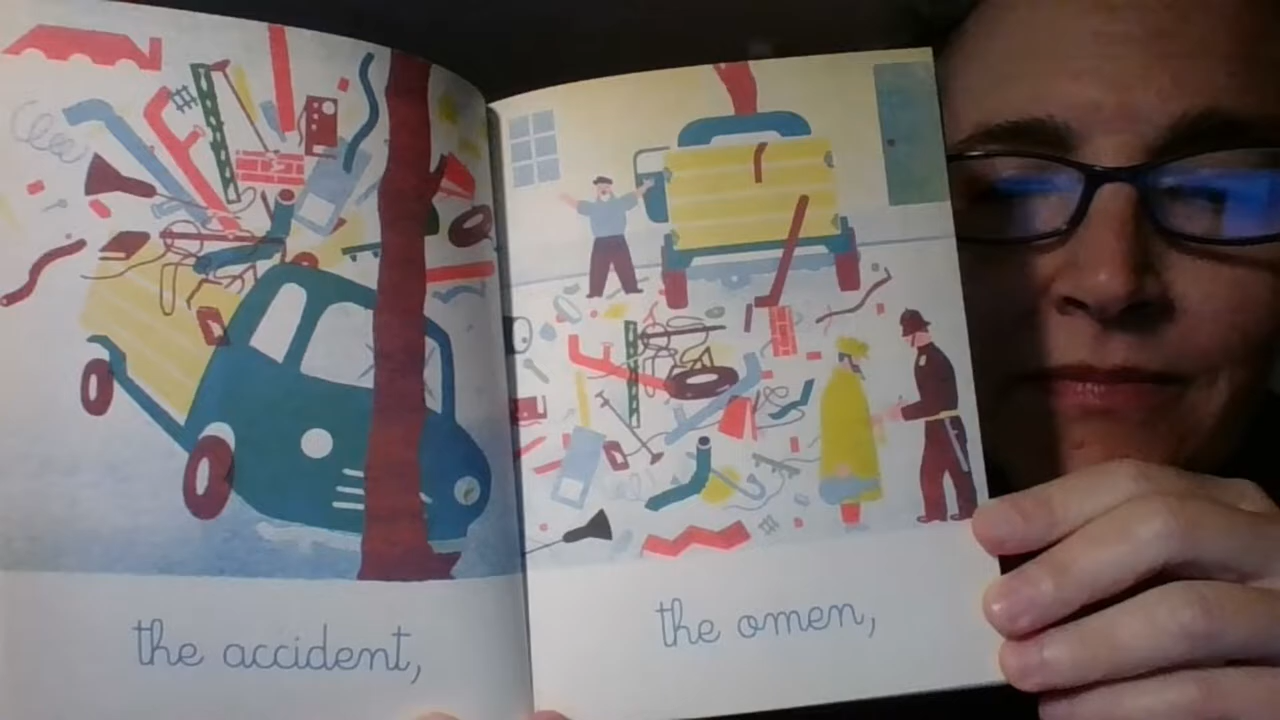 the accident,
the omen,